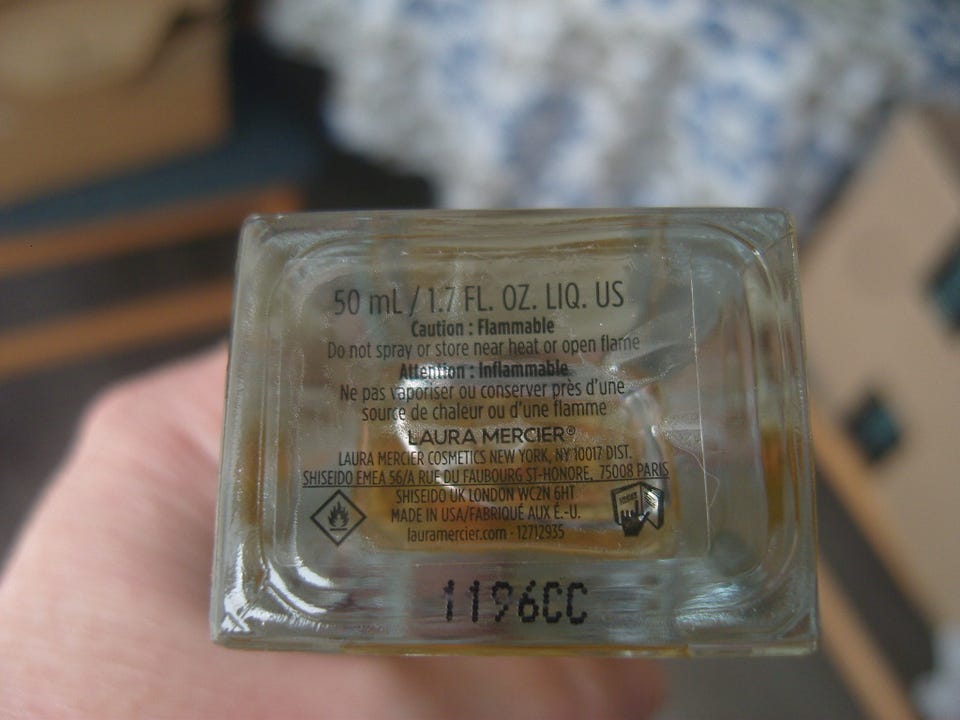 50 mL / 1.7 FL. OZ. LIQ. US
Caution : Flammable
Do not spray or store near heat or open flame
Attention : Inflammable
Ne pas vaporiser ou conserver près d'une
source de chaleur ou d'une flamme
LAURA MERCIER®
LAURA MERCIER COSMETICS NEW YORK, NY 10017 DIST.
SHISEIDO EMEA 56/A RUE DU FAUBOURG ST-HONORE, 75008 PARIS
SHISEIDO UK LONDON WC2N 6HT
MADE IN USA/FABRIQUÉ AUX É.-U.
lauramercier.com - 12712935
1196CC